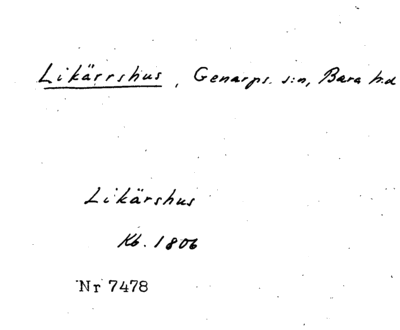 Likärrshus, Genarps s:n, Bara h:d
Likärshus
Kb. 1806
Nr 7478